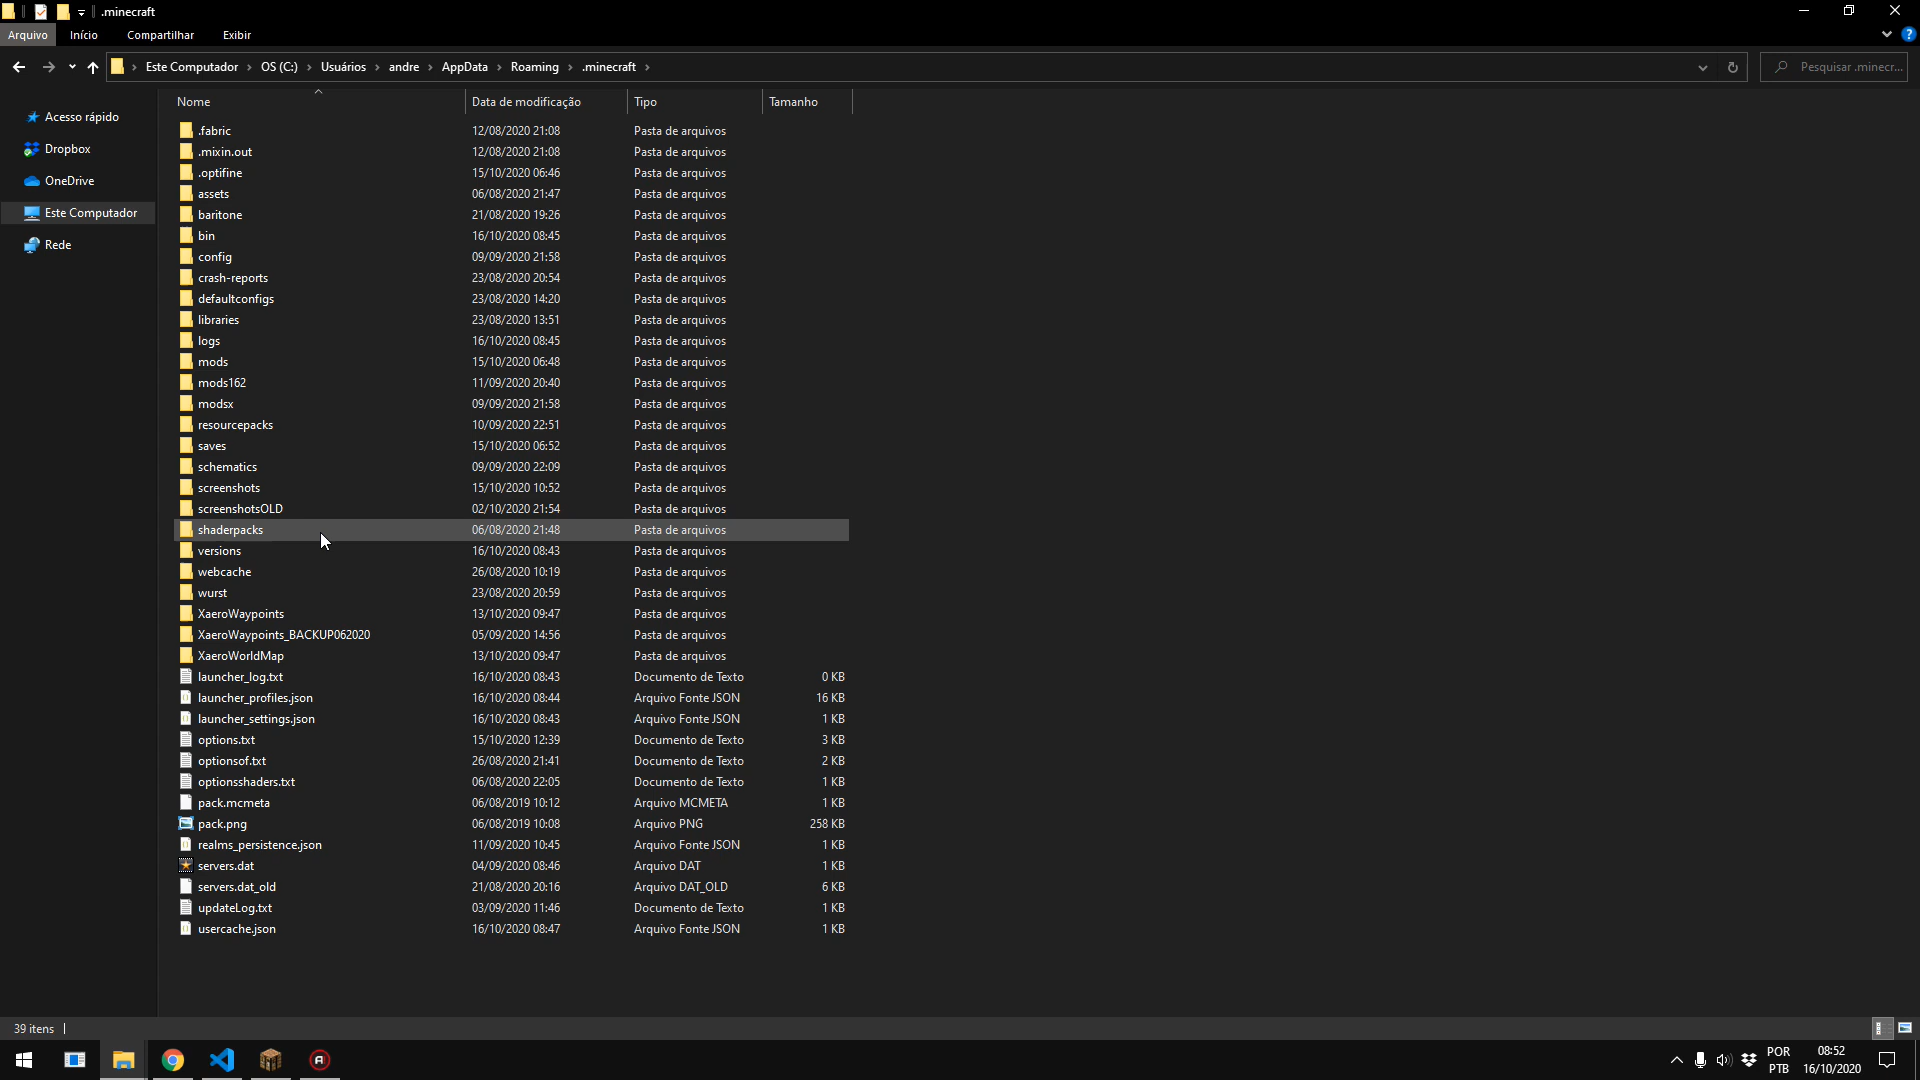 .minecraft
Arquivo Início Compartilhar Exibir
Este Computador > OS (C:) > Usuários > andre > AppData > Roaming > .minecraft >
Pesquisar .minecr...
Nome Data de modificação Tipo Tamanho
Acesso rápido
Dropbox
OneDrive
Este Computador
Rede
.fabric 12/08/2020 21:08 Pasta de arquivos
.mixin.out 12/08/2020 21:08 Pasta de arquivos
.optifine 15/10/2020 06:46 Pasta de arquivos
assets 06/08/2020 21:47 Pasta de arquivos
baritone 21/08/2020 19:26 Pasta de arquivos
bin 16/10/2020 08:45 Pasta de arquivos
config 09/09/2020 21:58 Pasta de arquivos
crash-reports 23/08/2020 20:54 Pasta de arquivos
defaultconfigs 23/08/2020 14:20 Pasta de arquivos
libraries 23/08/2020 13:51 Pasta de arquivos
logs 16/10/2020 08:45 Pasta de arquivos
mods 15/10/2020 06:48 Pasta de arquivos
mods162 11/09/2020 20:40 Pasta de arquivos
modsx 09/09/2020 21:58 Pasta de arquivos
resourcepacks 10/09/2020 22:51 Pasta de arquivos
saves 15/10/2020 06:52 Pasta de arquivos
schematics 09/09/2020 22:09 Pasta de arquivos
screenshots 15/10/2020 10:52 Pasta de arquivos
screenshotsOLD 02/10/2020 21:54 Pasta de arquivos
shaderpacks 06/08/2020 21:48 Pasta de arquivos
versions 16/10/2020 08:43 Pasta de arquivos
webcache 26/08/2020 10:19 Pasta de arquivos
wurst 23/08/2020 20:59 Pasta de arquivos
XaeroWaypoints 13/10/2020 09:47 Pasta de arquivos
XaeroWaypoints_BACKUP062020 05/09/2020 14:56 Pasta de arquivos
XaeroWorldMap 13/10/2020 09:47 Pasta de arquivos
launcher_log.txt 16/10/2020 08:43 Documento de Texto 0 KB
launcher_profiles.json 16/10/2020 08:44 Arquivo Fonte JSON 16 KB
launcher_settings.json 16/10/2020 08:43 Arquivo Fonte JSON 1 KB
options.txt 15/10/2020 12:39 Documento de Texto 3 KB
optionsof.txt 26/08/2020 21:41 Documento de Texto 2 KB
optionsshaders.txt 06/08/2020 22:05 Documento de Texto 1 KB
pack.mcmeta 06/08/2019 10:12 Arquivo MCMETA 1 KB
pack.png 06/08/2019 10:08 Arquivo PNG 258 KB
realms_persistence.json 11/09/2020 10:45 Arquivo Fonte JSON 1 KB
servers.dat 04/09/2020 08:46 Arquivo DAT 1 KB
servers.dat_old 21/08/2020 20:16 Arquivo DAT_OLD 6 KB
updateLog.txt 03/09/2020 11:46 Documento de Texto 1 KB
usercache.json 16/10/2020 08:47 Arquivo Fonte JSON 1 KB
39 itens
POR 08:52
PTB 16/10/2020